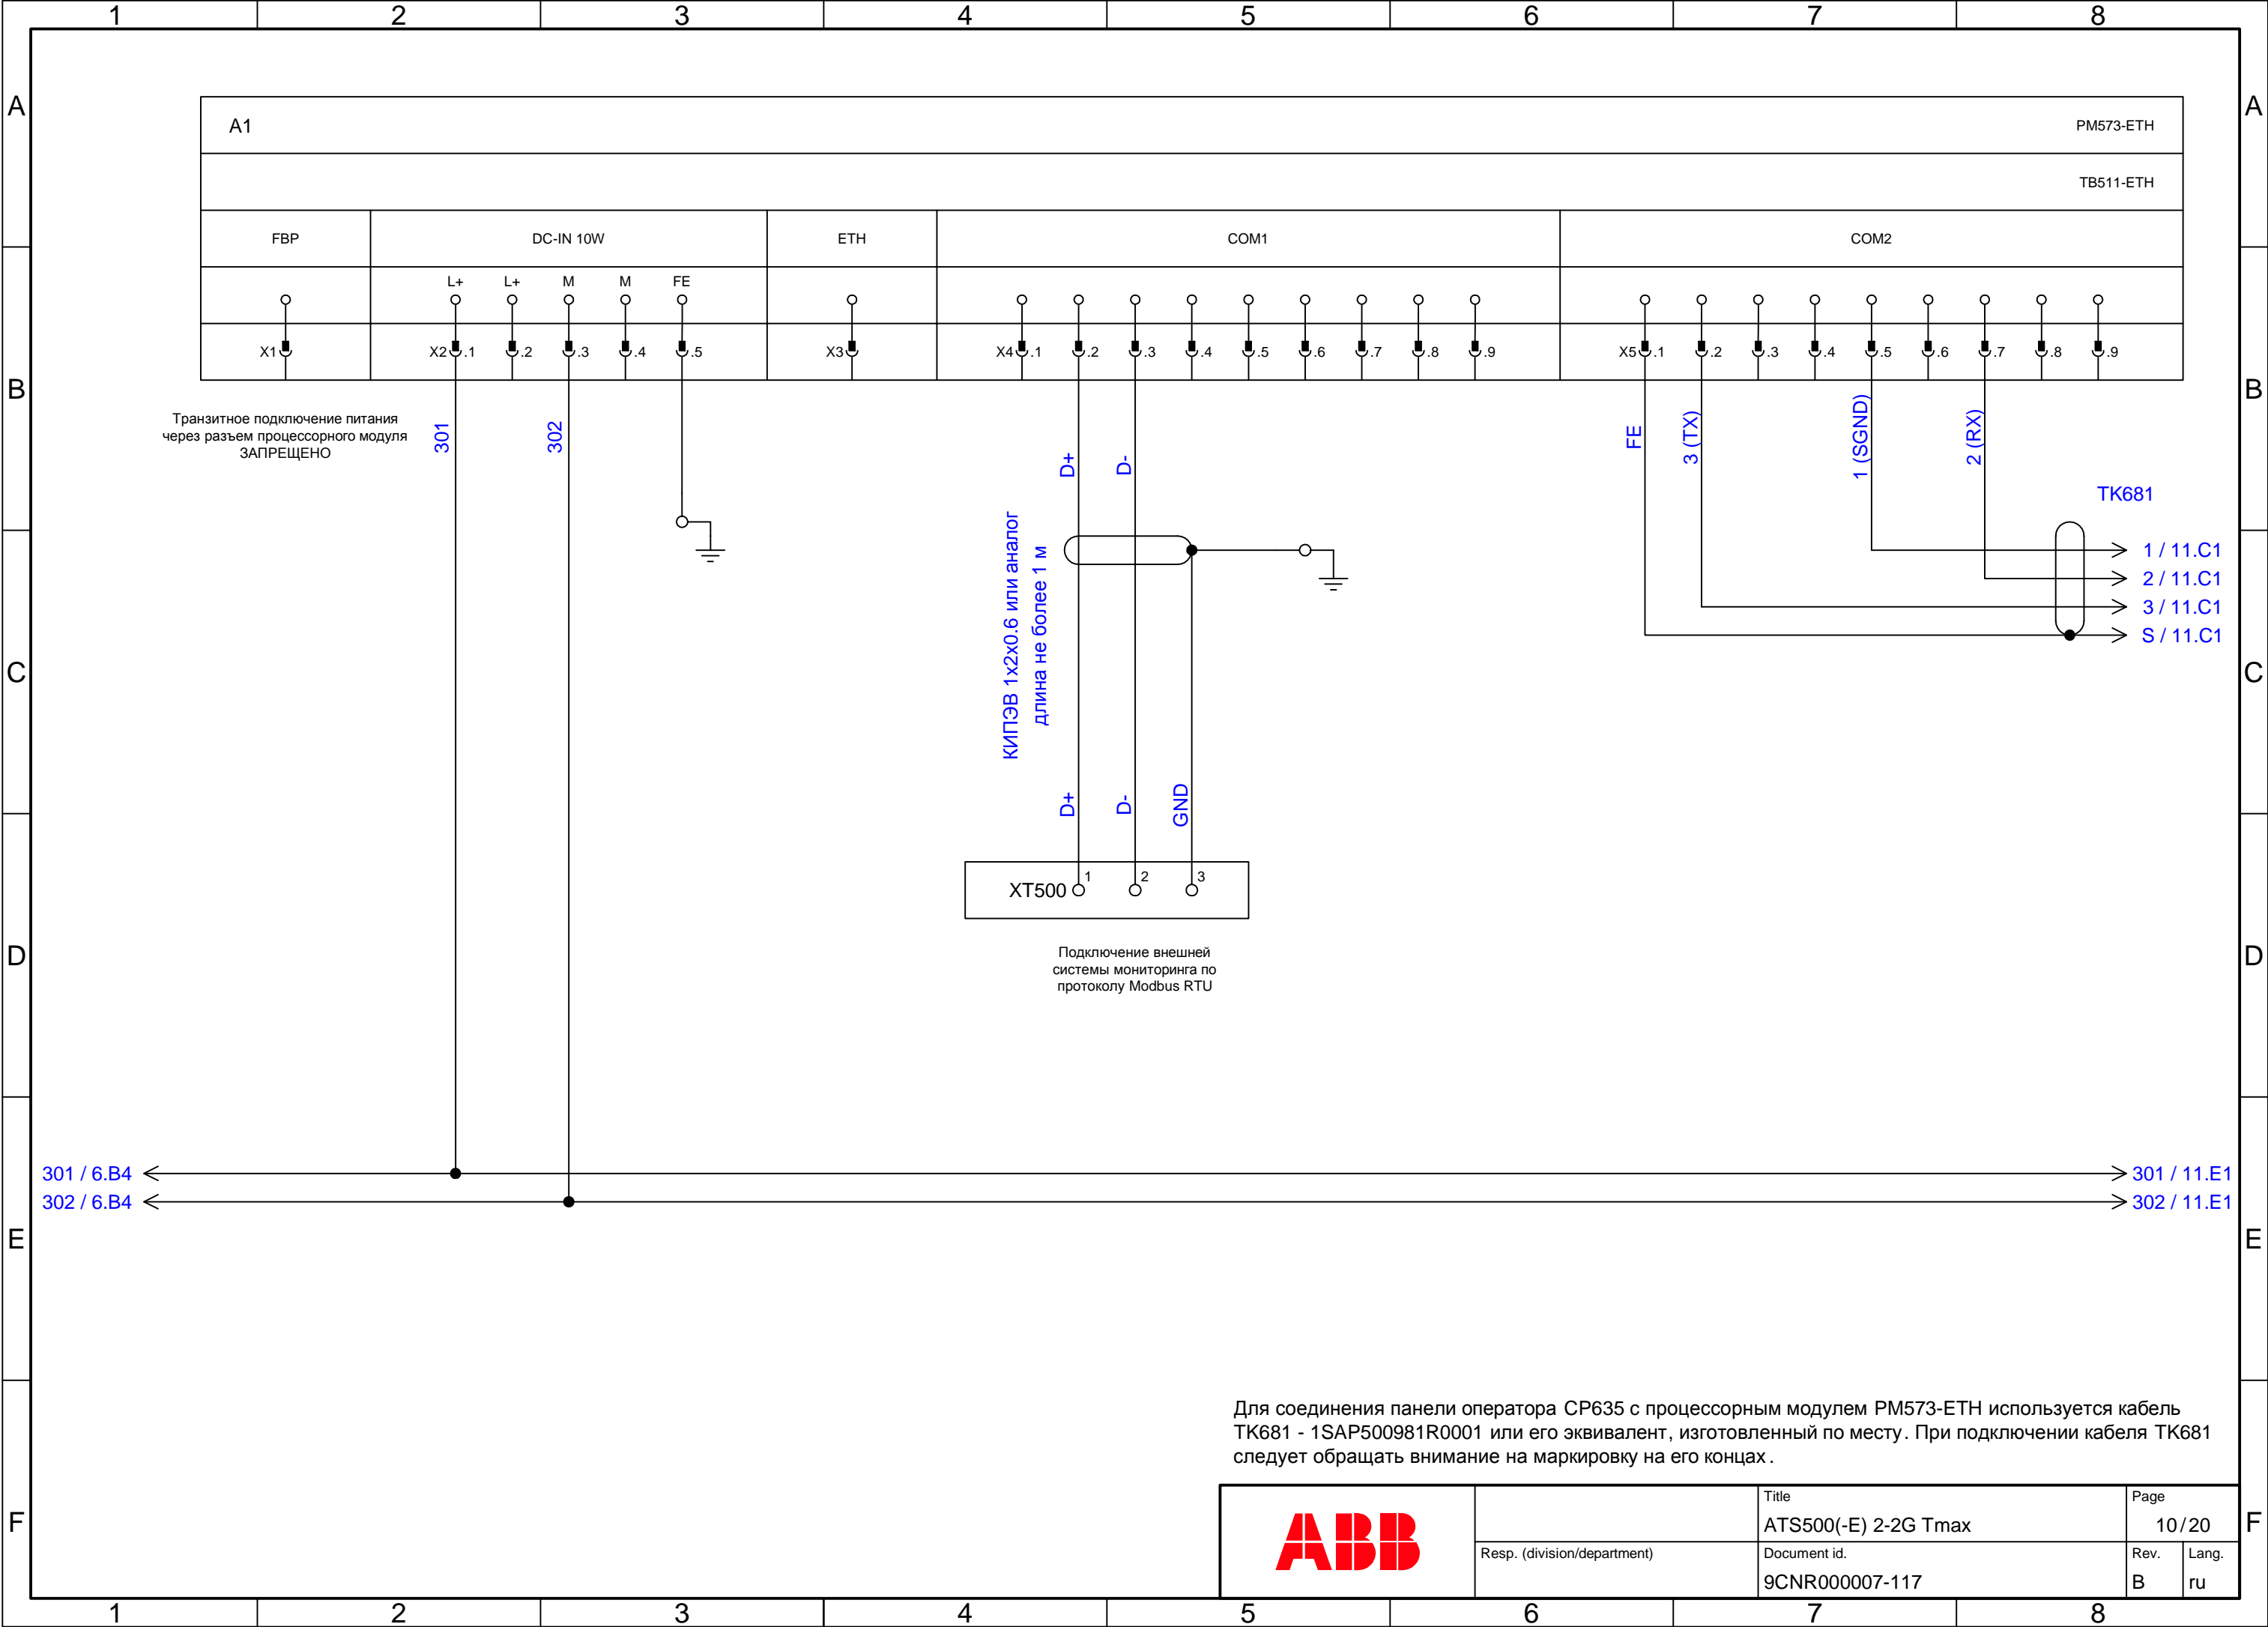 1 2 3 4 5 6 7 8
A A
A1 PM573-ETH
TB511-ETH
FBP DC-IN 10W ETH COM1 COM2
L+ L+ M M FE
X1 X2 .1 .2 .3 .4 .5 X3 X4 .1 .2 .3 .4 .5 .6 .7 .8 .9 X5 .1 .2 .3 .4 .5 .6 .7 .8 .9
B B
Транзитное подключение питания
через разъем процессорного модуля
ЗАПРЕЩЕНО
301
302
D+
D-
FE
3 (TX)
1 (SGND)
2 (RX)
TK681
КИПЭВ 1x2x0.6 или аналог
длина не более 1 м
1 / 11.C1
2 / 11.C1
3 / 11.C1
S / 11.C1
C C
D+
D-
GND
XT500 1 2 3
Подключение внешней
системы мониторинга по
протоколу Modbus RTU
D D
301 / 6.B4 301 / 11.E1
302 / 6.B4 302 / 11.E1
E E
Для соединения панели оператора CP635 с процессорным модулем PM573-ETH используется кабель
TK681 - 1SAP500981R0001 или его эквивалент, изготовленный по месту. При подключении кабеля TK681
следует обращать внимание на маркировку на его концах.
F F
ABB
Title
ATS500(-E) 2-2G Tmax
Page
10/20
Resp. (division/department)
Document id.
9CNR000007-117
Rev.
B
Lang.
ru
1 2 3 4 5 6 7 8